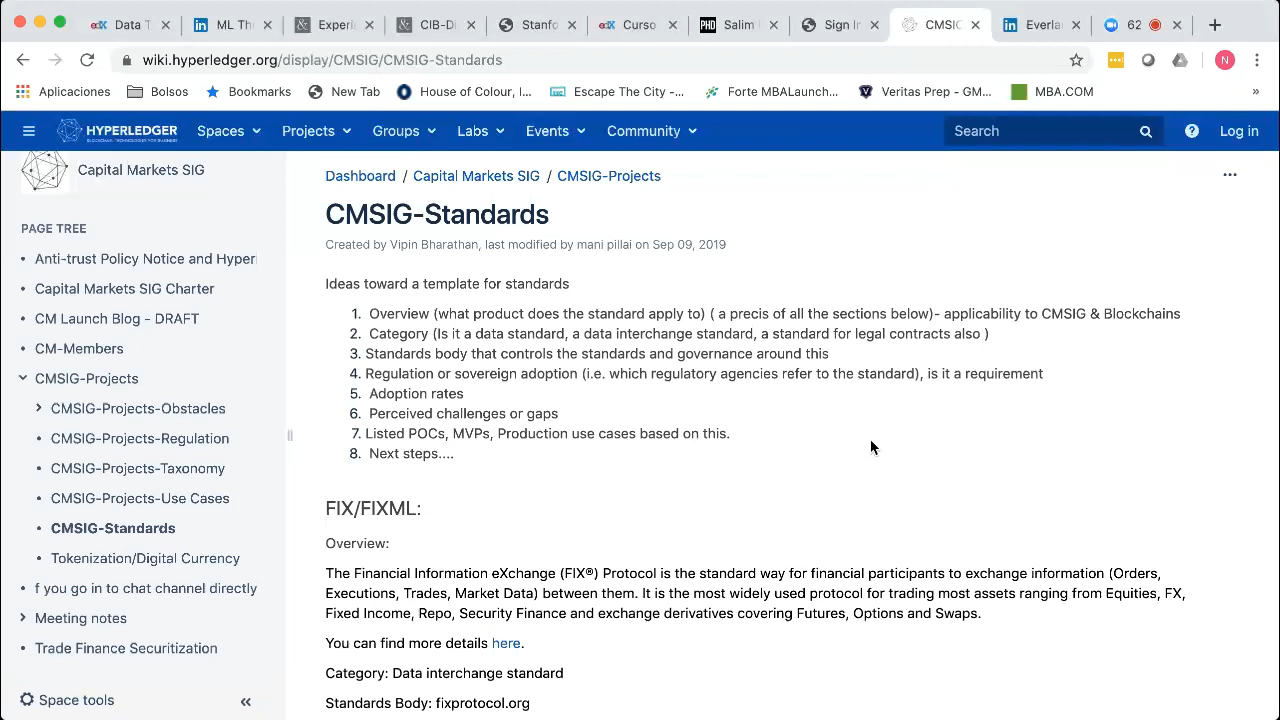 Data T
ML Th
Experi
CIB-Di
Stanfo
Curso
PHD Salim
Sign In
CMSIG
Everla
62
wiki.hyperledger.org/display/CMSIG/CMSIG-Standards
N
Aplicaciones
Bolsos
Bookmarks
New Tab
House of Colour, I...
Escape The City -...
Forte MBALaunch...
Veritas Prep - GM...
MBA.COM
»
HYPERLEDGER
Spaces
Projects
Groups
Labs
Events
Community
Search
Log in
Capital Markets SIG
Dashboard / Capital Markets SIG / CMSIG-Projects
CMSIG-Standards
Created by Vipin Bharathan, last modified by mani pillai on Sep 09, 2019
PAGE TREE
Anti-trust Policy Notice and Hyper
Capital Markets SIG Charter
CM Launch Blog - DRAFT
CM-Members
CMSIG-Projects
CMSIG-Projects-Obstacles
CMSIG-Projects-Regulation
CMSIG-Projects-Taxonomy
CMSIG-Projects-Use Cases
CMSIG-Standards
Tokenization/Digital Currency
f you go in to chat channel directly
Meeting notes
Trade Finance Securitization
Space tools
Ideas toward a template for standards
1. Overview (what product does the standard apply to) ( a precis of all the sections below)- applicability to CMSIG & Blockchains
2. Category (Is it a data standard, a data interchange standard, a standard for legal contracts also )
3. Standards body that controls the standards and governance around this
4. Regulation or sovereign adoption (i.e. which regulatory agencies refer to the standard), is it a requirement
5. Adoption rates
6. Perceived challenges or gaps
7. Listed POCs, MVPs, Production use cases based on this.
8. Next steps....
FIX/FIXML:
Overview:
The Financial Information eXchange (FIX®) Protocol is the standard way for financial participants to exchange information (Orders,
Executions, Trades, Market Data) between them. It is the most widely used protocol for trading most assets ranging from Equities, FX,
Fixed Income, Repo, Security Finance and exchange derivatives covering Futures, Options and Swaps.
You can find more details here.
Category: Data interchange standard
Standards Body: fixprotocol.org